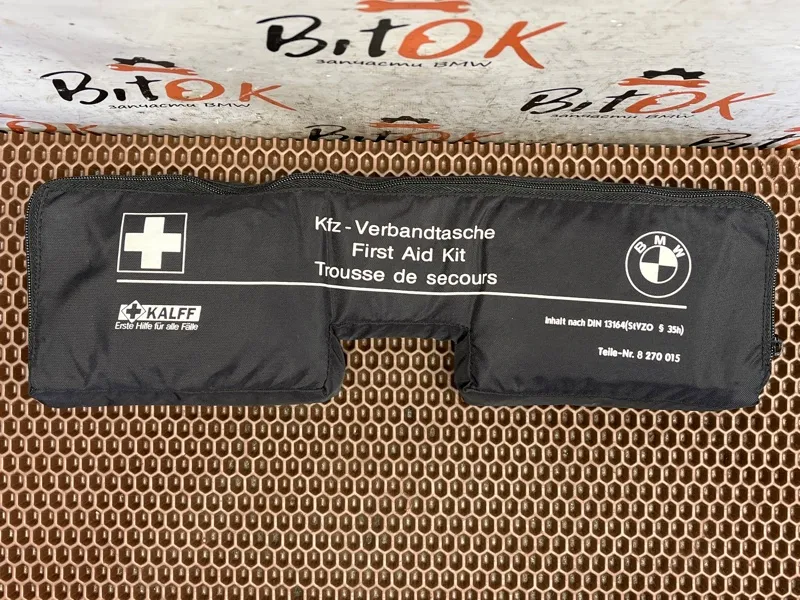 BitOK
запчасти BMW
BitOK
запчасти BMW
BitOK
запчасти BMW
Kfz - Verbandtasche
First Aid Kit
Trousse de secours
BMW
KALFF
Erste Hilfe für alle Fälle
Inhalt nach DIN 13164(StVZO § 35h)
Teile-Nr. 8 270 015